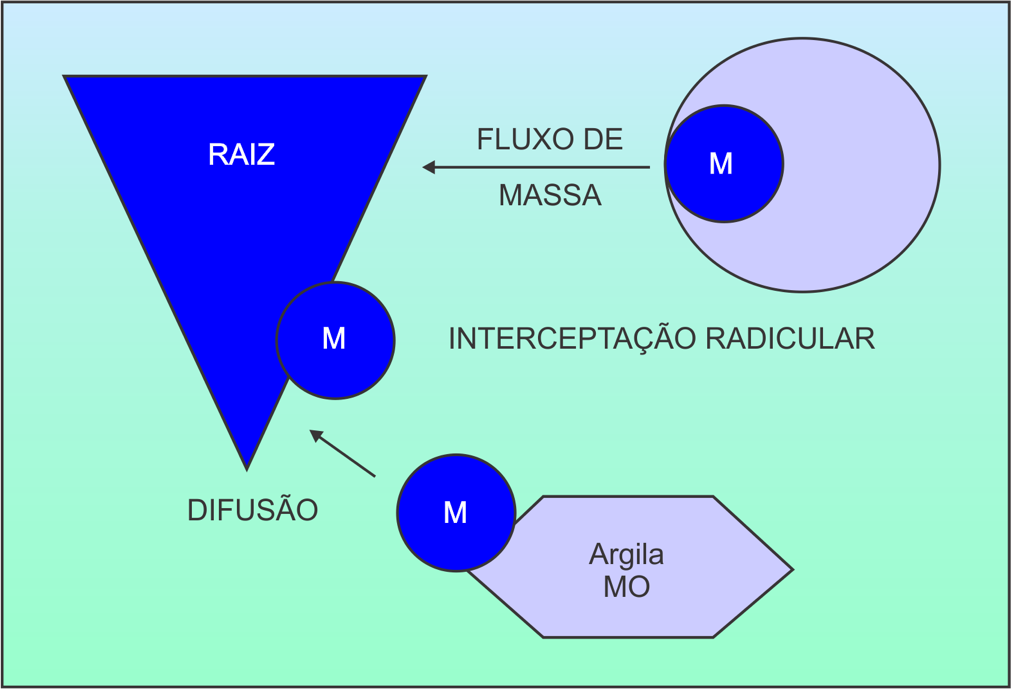 FLUXO DE
RAIZ
M
MASSA
M
INTERCEPTAÇÃO RADICULAR
DIFUSÃO
M
Argila
MO